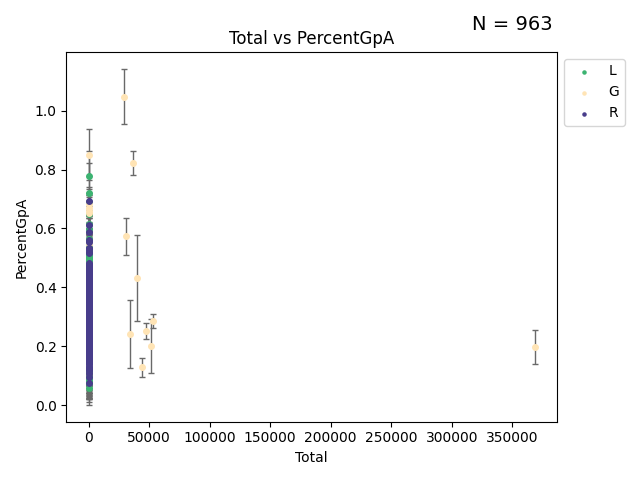 N = 963
Total vs PercentGpA
L
G
R
PercentGpA
1.0
0.8
0.6
0.4
0.2
0.0
0 50000 100000 150000 200000 250000 300000 350000
Total